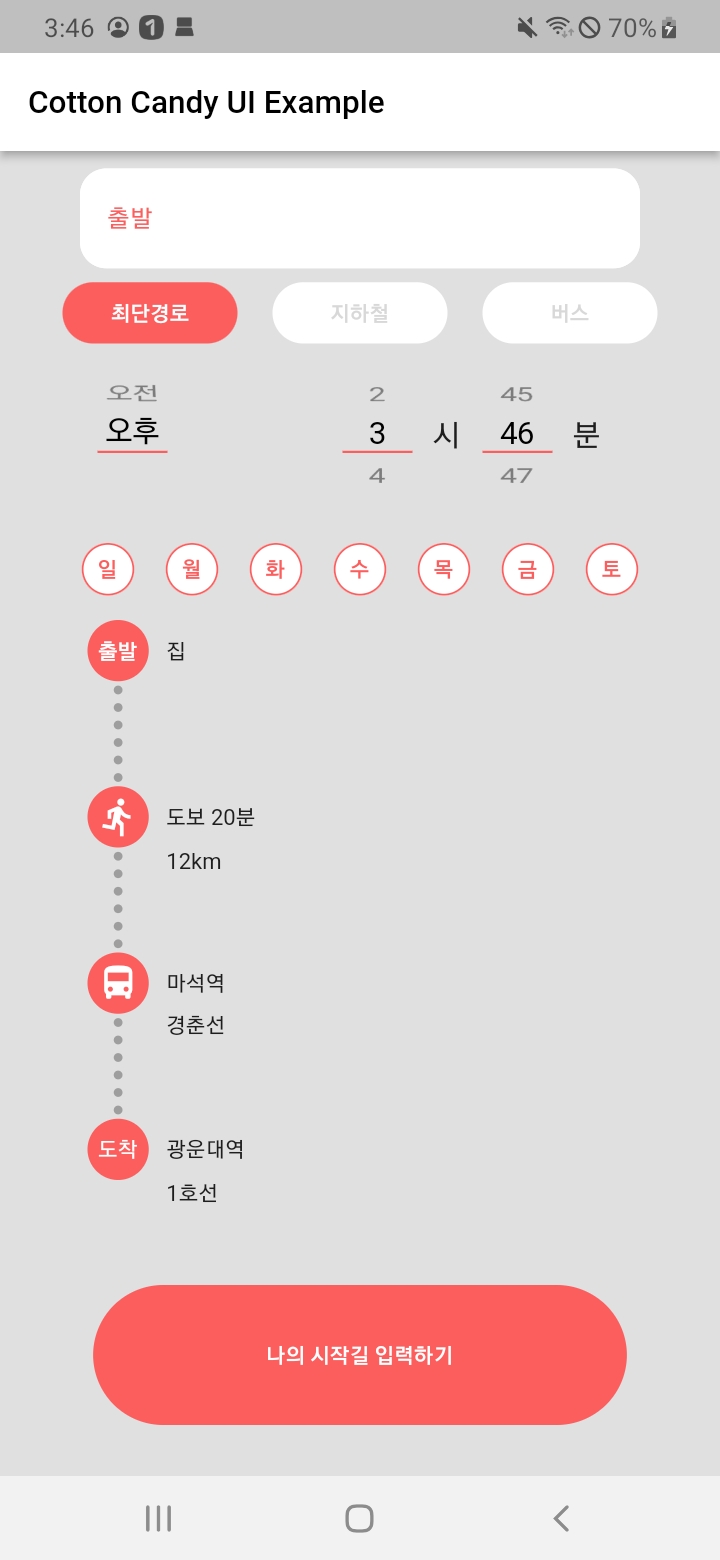 3:46 1 70%
Cotton Candy UI Example
출발
최단경로 지하철 버스
오전 2 45
오후 3 시 46 분
4 47
일 월 화 수 목 금 토
출발 집
도보 20분
12km
마석역
경춘선
도착 광운대역
1호선
나의 시작길 입력하기